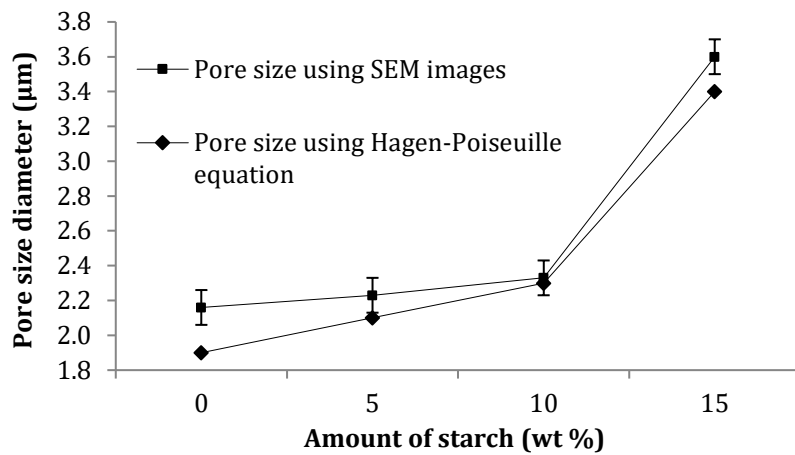 3.8
3.6
3.4
3.2
3.0
2.8
2.6
2.4
2.2
2.0
1.8
Pore size diameter (µm)
Pore size using SEM images
Pore size using Hagen-Poiseuille
equation
0 5 10 15
Amount of starch (wt %)